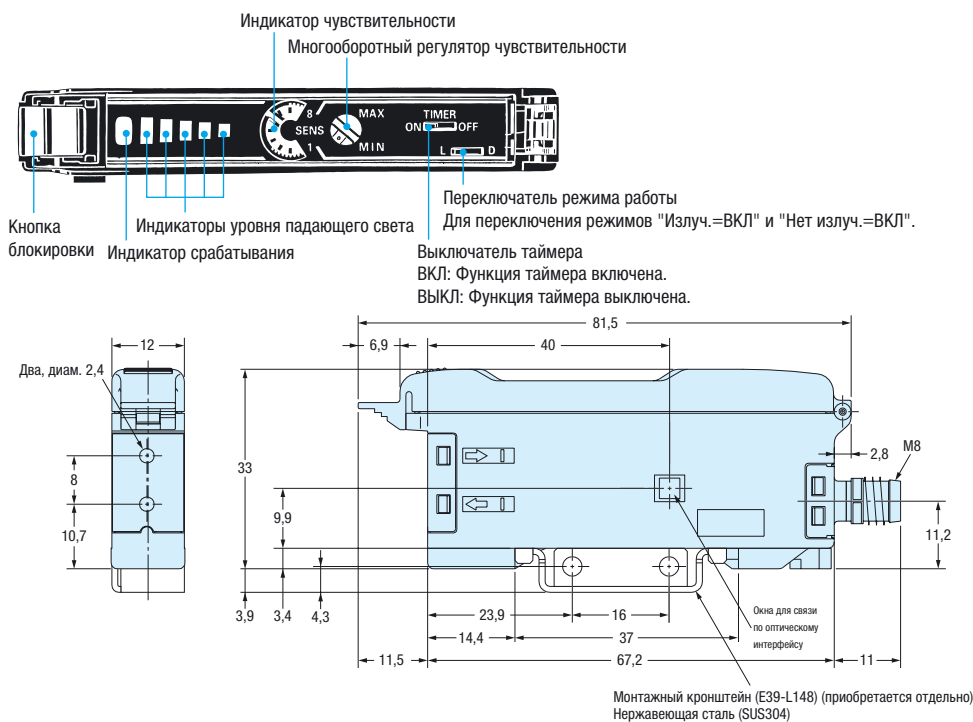 Индикатор чувствительности
Многооборотный регулятор чувствительности
8
MAX
TIMER
SENS
ON
OFF
1
MIN
L
D
Переключатель режима работы
Для переключения режимов "Излуч.=ВКЛ" и "Нет излуч.=ВКЛ".
Кнопка
блокировки
Индикаторы уровня падающего света
Индикатор срабатывания
Выключатель таймера
ВКЛ: Функция таймера включена.
ВЫКЛ: Функция таймера выключена.
81,5
12
6,9
40
Два, диам. 2,4
33
2,8
M8
8
9,9
10,7
11,2
3,9
3,4
4,3
23,9
16
Окна для связи
по оптическому
интерфейсу
14,4
37
11,5
67,2
11
Монтажный кронштейн (E39-L148) (приобретается отдельно)
Нержавеющая сталь (SUS304)